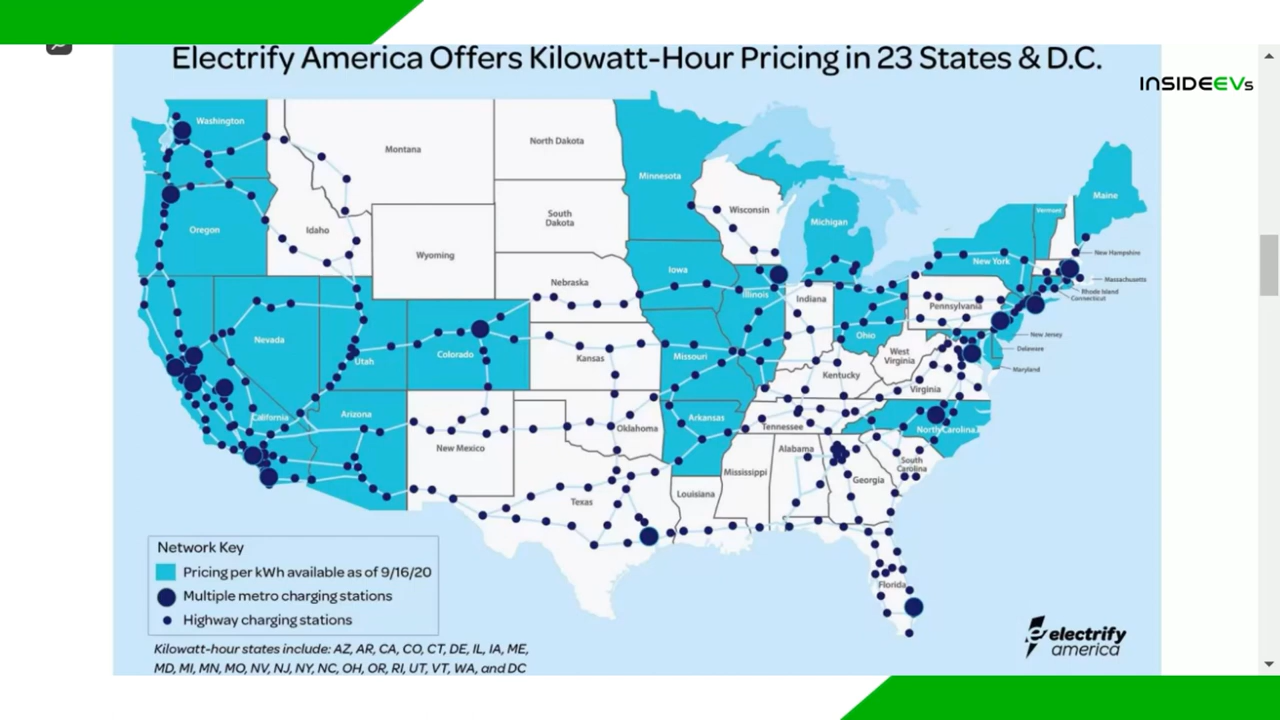 Electrify America Offers Kilowatt-Hour Pricing in 23 States & D.C.
INSIDEEVs
Washington
Montana
North Dakota
Minnesota
Maine
Oregon
Idaho
South
Dakota
Wisconsin
Michigan
Vermont
Wyoming
New York
New Hampshire
Iowa
Massachusetts
Nebraska
Illinois
Indiana
Pennsylvania
Rhode Island
Connecticut
Nevada
Ohio
New Jersey
Utah
Colorado
Kansas
Missouri
West
Virginia
Delaware
Maryland
Kentucky
Virginia
California
Arizona
Arkansas
Tennessee
North Carolina
Oklahoma
New Mexico
Mississippi
Alabama
South
Carolina
Georgia
Texas
Louisiana
Florida
Network Key
Pricing per kWh available as of 9/16/20
Multiple metro charging stations
Highway charging stations
Kilowatt-hour states include: AZ, AR, CA, CO, CT, DE, IL, IA, ME,
MD, MI, MN, MO, NV, NJ, NY, NC, OH, OR, RI, UT, VT, WA, and DC
electrify
america